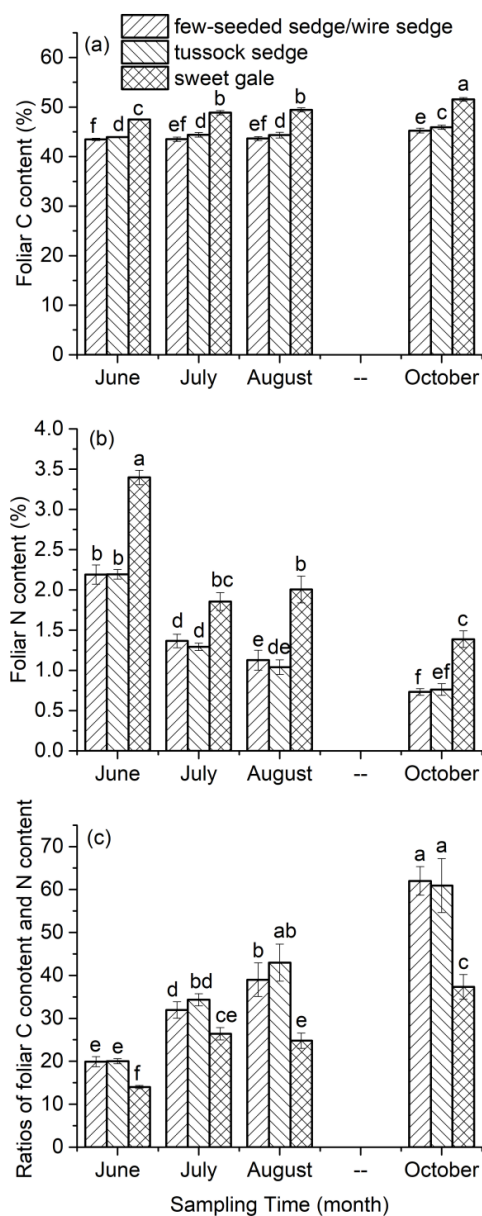 few-seeded sedge/wire sedge
tussock sedge
sweet gale
(a)
Foliar C content (%)
60
50
40
30
20
10
0
f d c ef d b ef d b e c a
June July August -- October
(b)
Foliar N content (%)
4.0
3.5
3.0
2.5
2.0
1.5
1.0
0.5
0.0
b b a d d bc e de b f ef c
June July August -- October
(c)
Ratios of foliar C conotent and N content
70
60
50
40
30
20
10
0
e e f d bd ce b ab e a a c
June July August -- October
Sampling Time (month)